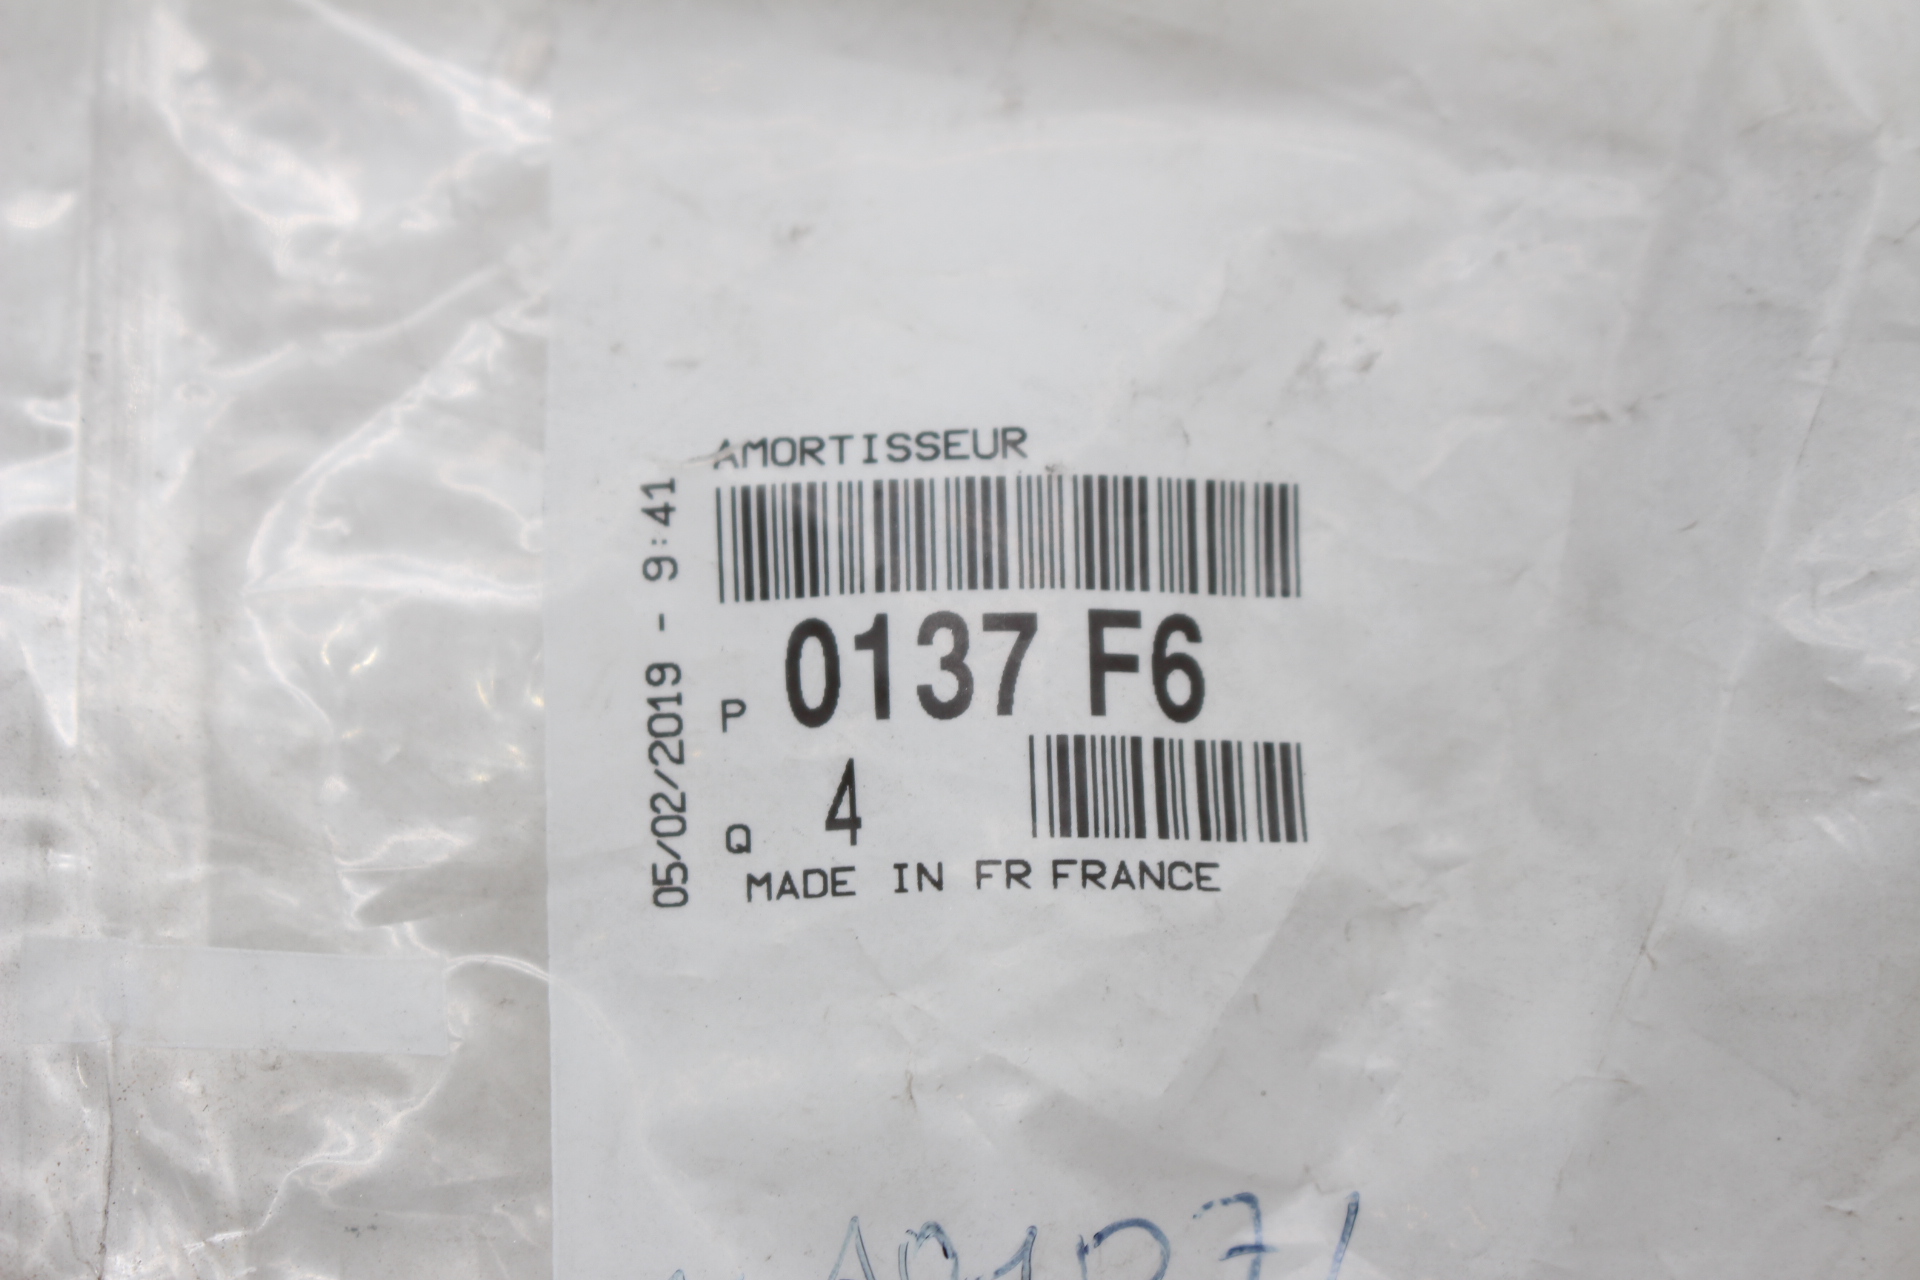 AMORTISSEUR
05/02/2019 - 9:41
P 0137 F6
Q 4
MADE IN FR FRANCE